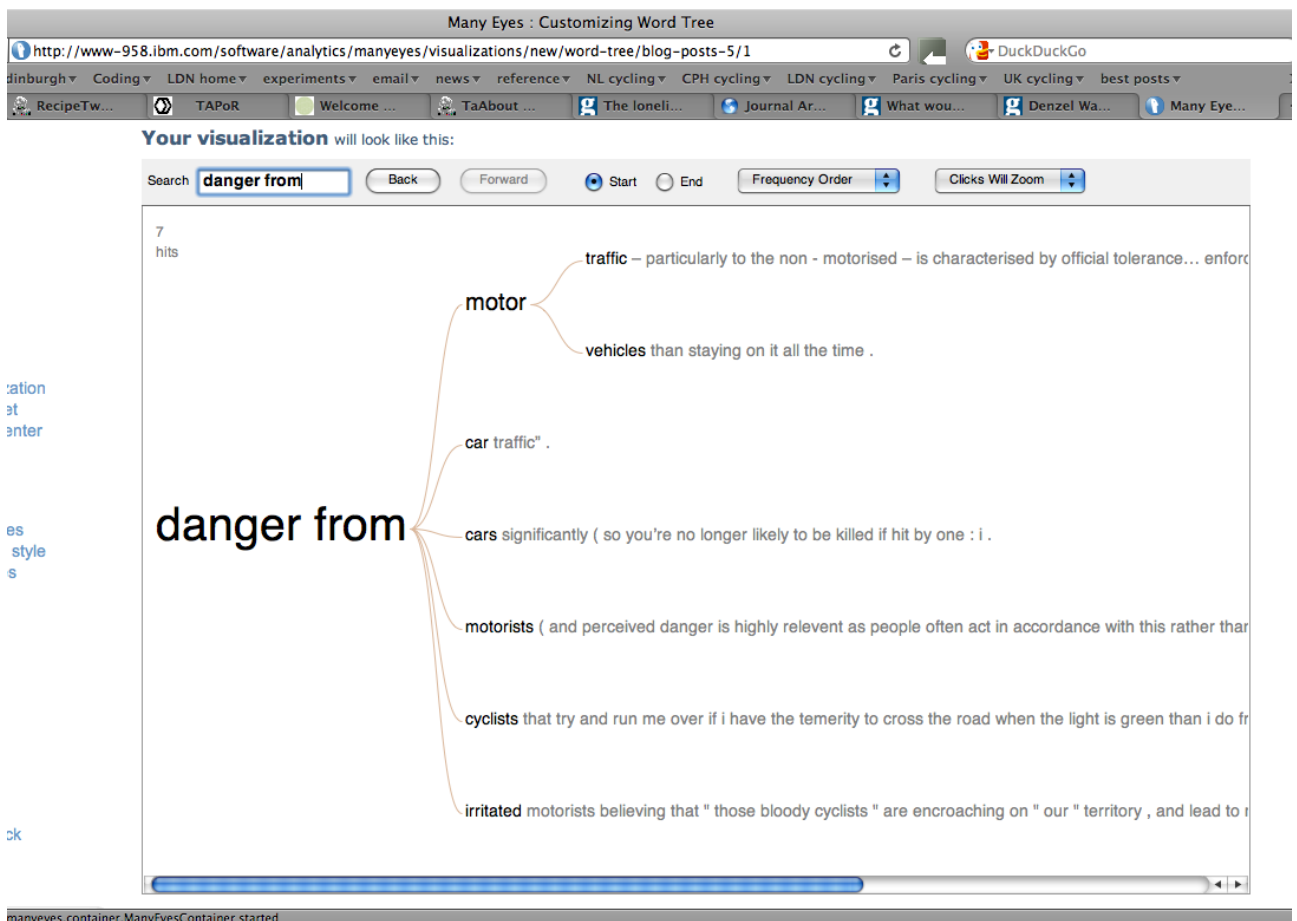 Many Eyes : Customizing Word Tree
http://www-958.ibm.com/software/analytics/manyeyes/visualizations/new/word-tree/blog-posts-5/1 DuckDuckGo
dinburgh Coding LDN home experiments email news reference NL cycling CPH cycling LDN cycling Paris cycling UK cycling best posts
RecipeTw... TAPoR Welcome ... TaAbout ... The loneli... Journal Ar... What wou... Denzel Wa... Many Eye...
Your visualization will look like this:
Search danger from Back Forward Start End Frequency Order Clicks Will Zoom
7
hits
traffic – particularly to the non - motorised – is characterised by official tolerance… enforc
motor
vehicles than staying on it all the time .
zation
et
enter
car traffic" .
danger from
es
style
s
cars significantly ( so you're no longer likely to be killed if hit by one : i .
motorists ( and perceived danger is highly relevent as people often act in accordance with this rather than
cyclists that try and run me over if i have the temerity to cross the road when the light is green than i do fr
irritated motorists believing that " those bloody cyclists " are encroaching on " our " territory , and lead to
ck
manyeyes.container.ManyEyesContainer started